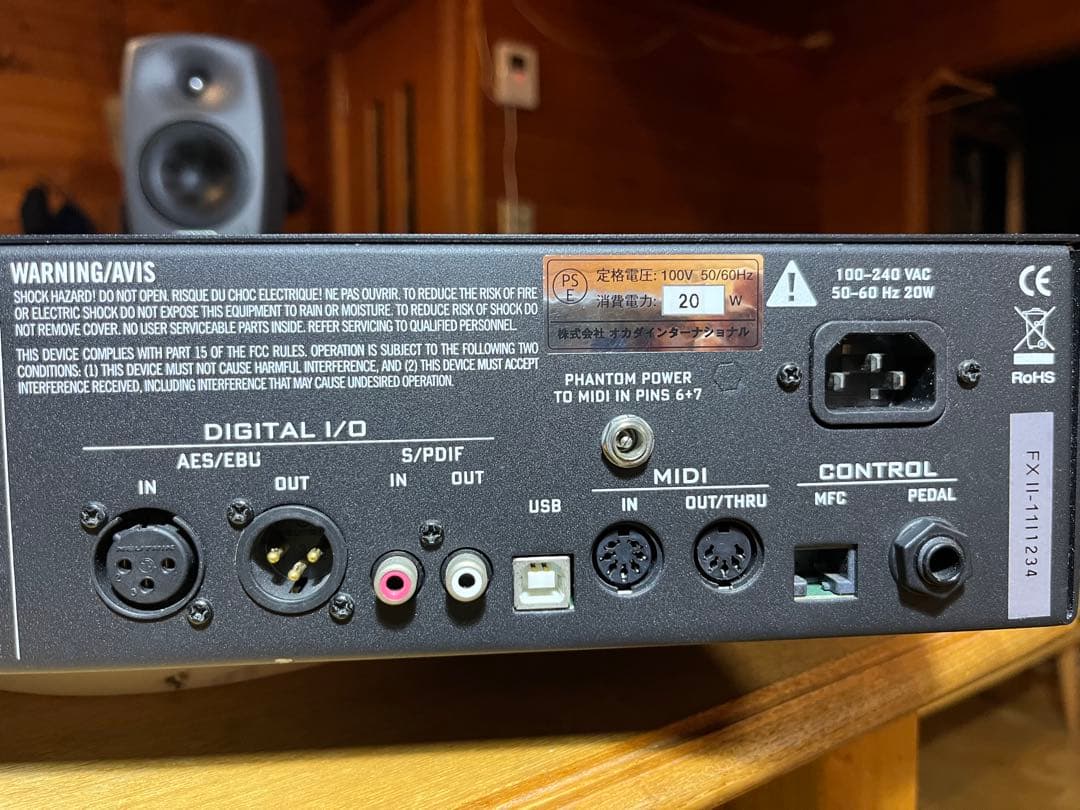 WARNING/AVIS
SHOCK HAZARD! DO NOT OPEN. RISQUE DU CHOC ELECTRIQUE! NE PAS OUVRIR. TO REDUCE THE RISK OF FIRE
OR ELECTRIC SHOCK DO NOT EXPOSE THIS EQUIPMENT TO RAIN OR MOISTURE. TO REDUCE RISK OF SHOCK DO
NOT REMOVE COVER. NO USER SERVICEABLE PARTS INSIDE. REFER SERVICING TO QUALIFIED PERSONNEL.
THIS DEVICE COMPLIES WITH PART 15 OF THE FCC RULES. OPERATION IS SUBJECT TO THE FOLLOWING TWO
CONDITIONS: (1) THIS DEVICE MUST NOT CAUSE HARMFUL INTERFERENCE, AND (2) THIS DEVICE MUST ACCEPT
INTERFERENCE RECEIVED, INCLUDING INTERFERENCE THAT MAY CAUSE UNDESIRED OPERATION.
PS
E
定格電圧: 100V 50/60Hz
消費電力: 20 W
株式会社 オカダインターナショナル
100-240 VAC
50-60 Hz 20W
CE
RoHS
PHANTOM POWER
TO MIDI IN PINS 6+7
DIGITAL I/O
AES/EBU
S/PDIF
IN
OUT
IN
OUT
USB
MIDI
IN
OUT/THRU
CONTROL
MFC
PEDAL
FX II-11I1234